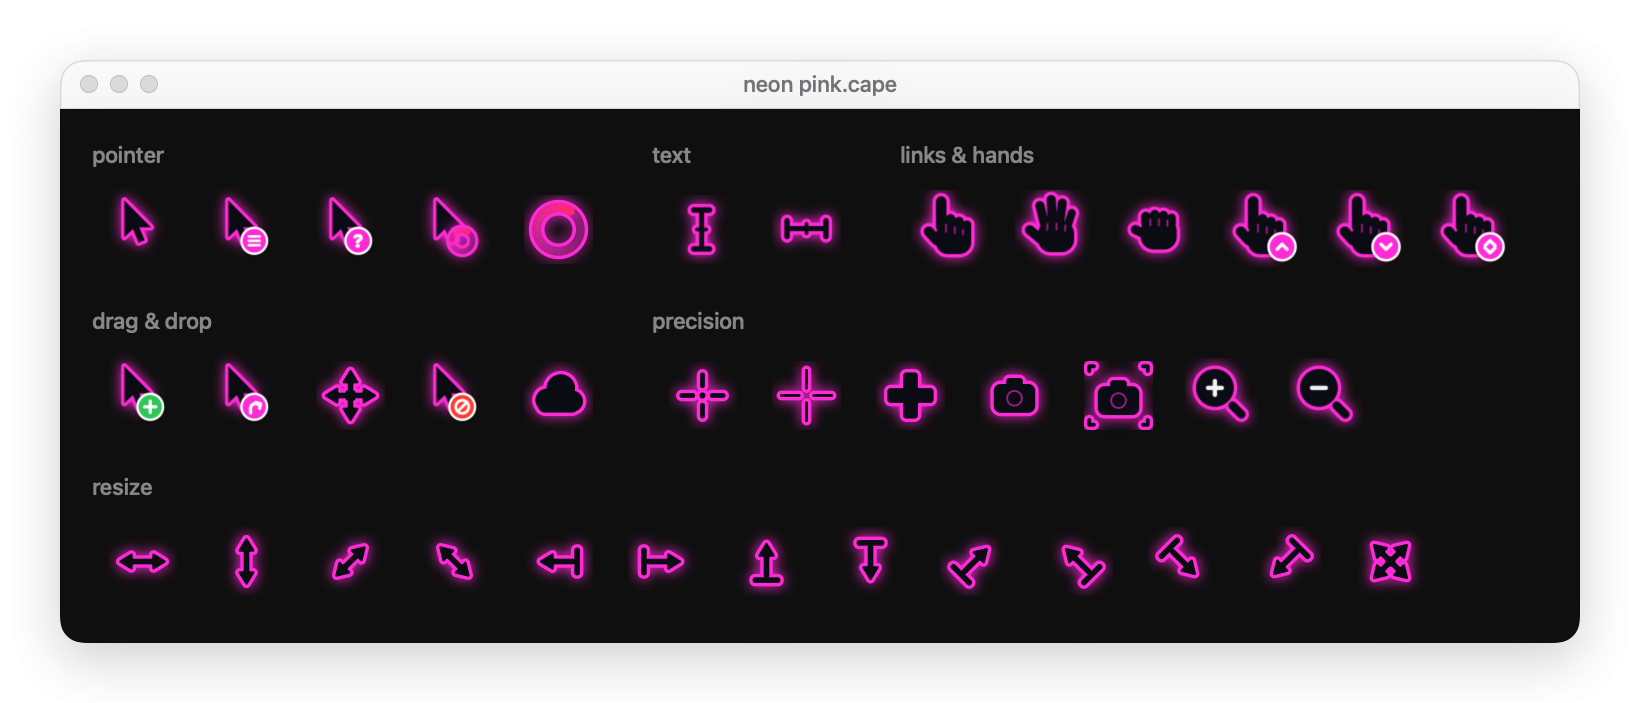 neon pink.cape
pointer
text
links & hands
drag & drop
precision
resize